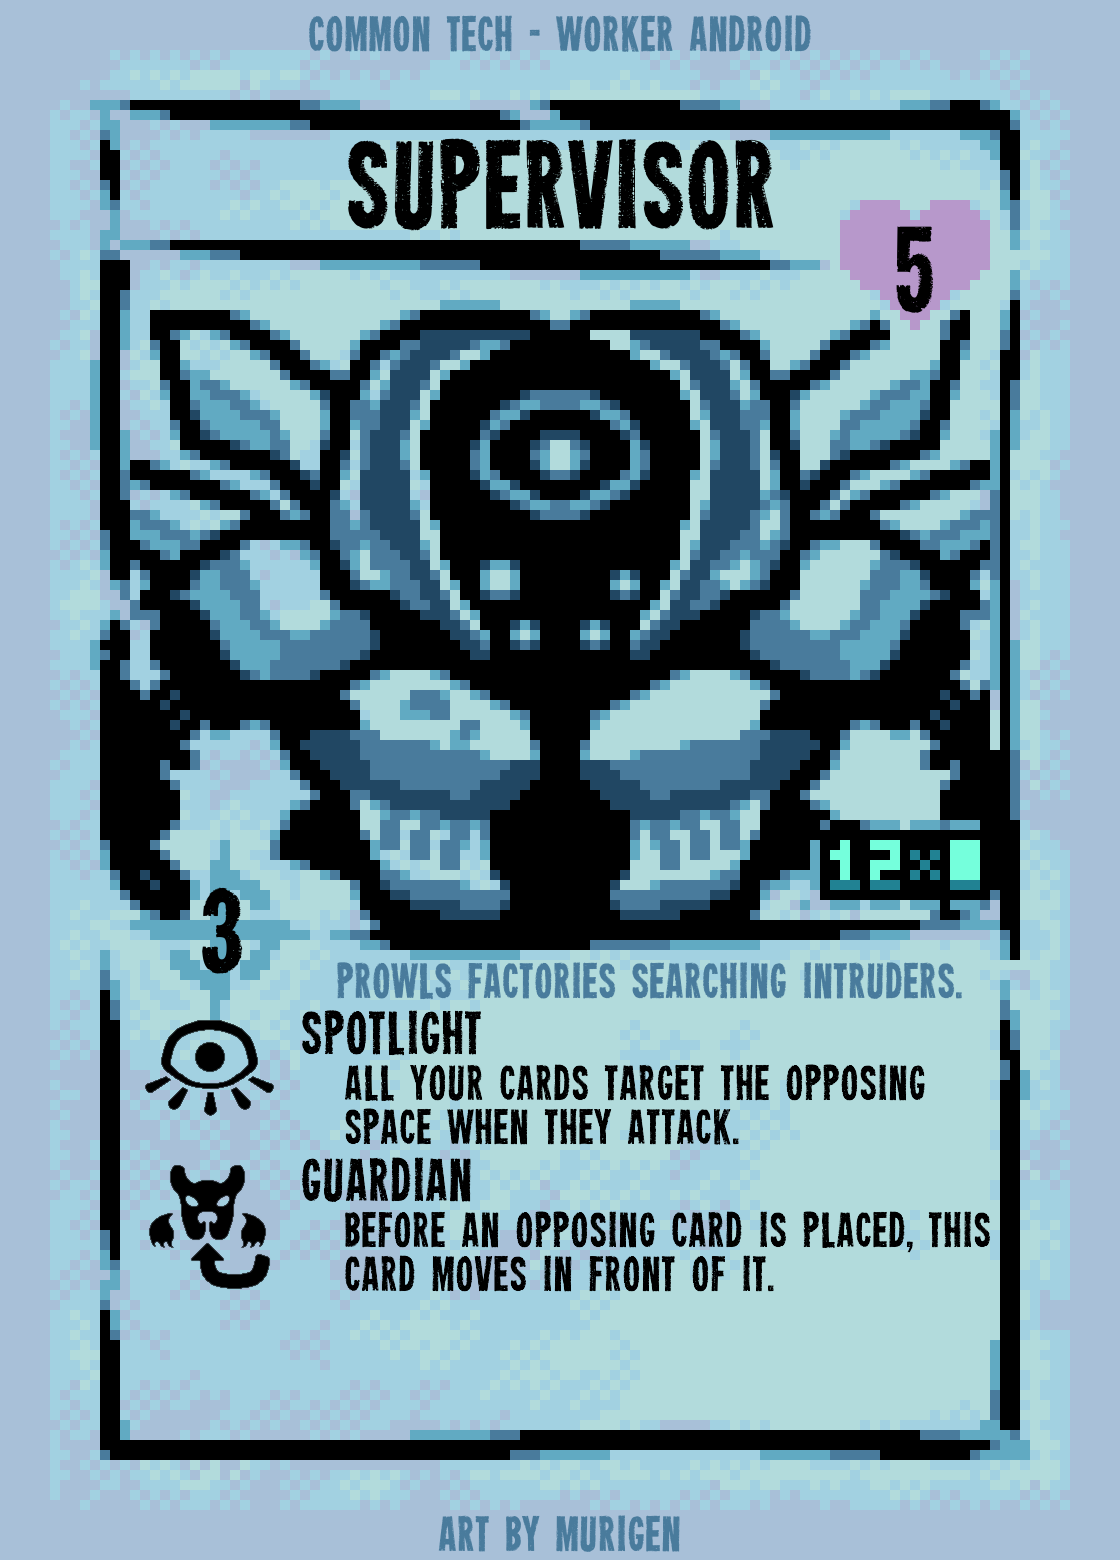 COMMON TECH - WORKER ANDROID
SUPERVISOR
5
12×
3
PROWLS FACTORIES SEARCHING INTRUDERS.
SPOTLIGHT
ALL YOUR CARDS TARGET THE OPPOSING
SPACE WHEN THEY ATTACK.
GUARDIAN
BEFORE AN OPPOSING CARD IS PLACED, THIS
CARD MOVES IN FRONT OF IT.
ART BY MURIGEN